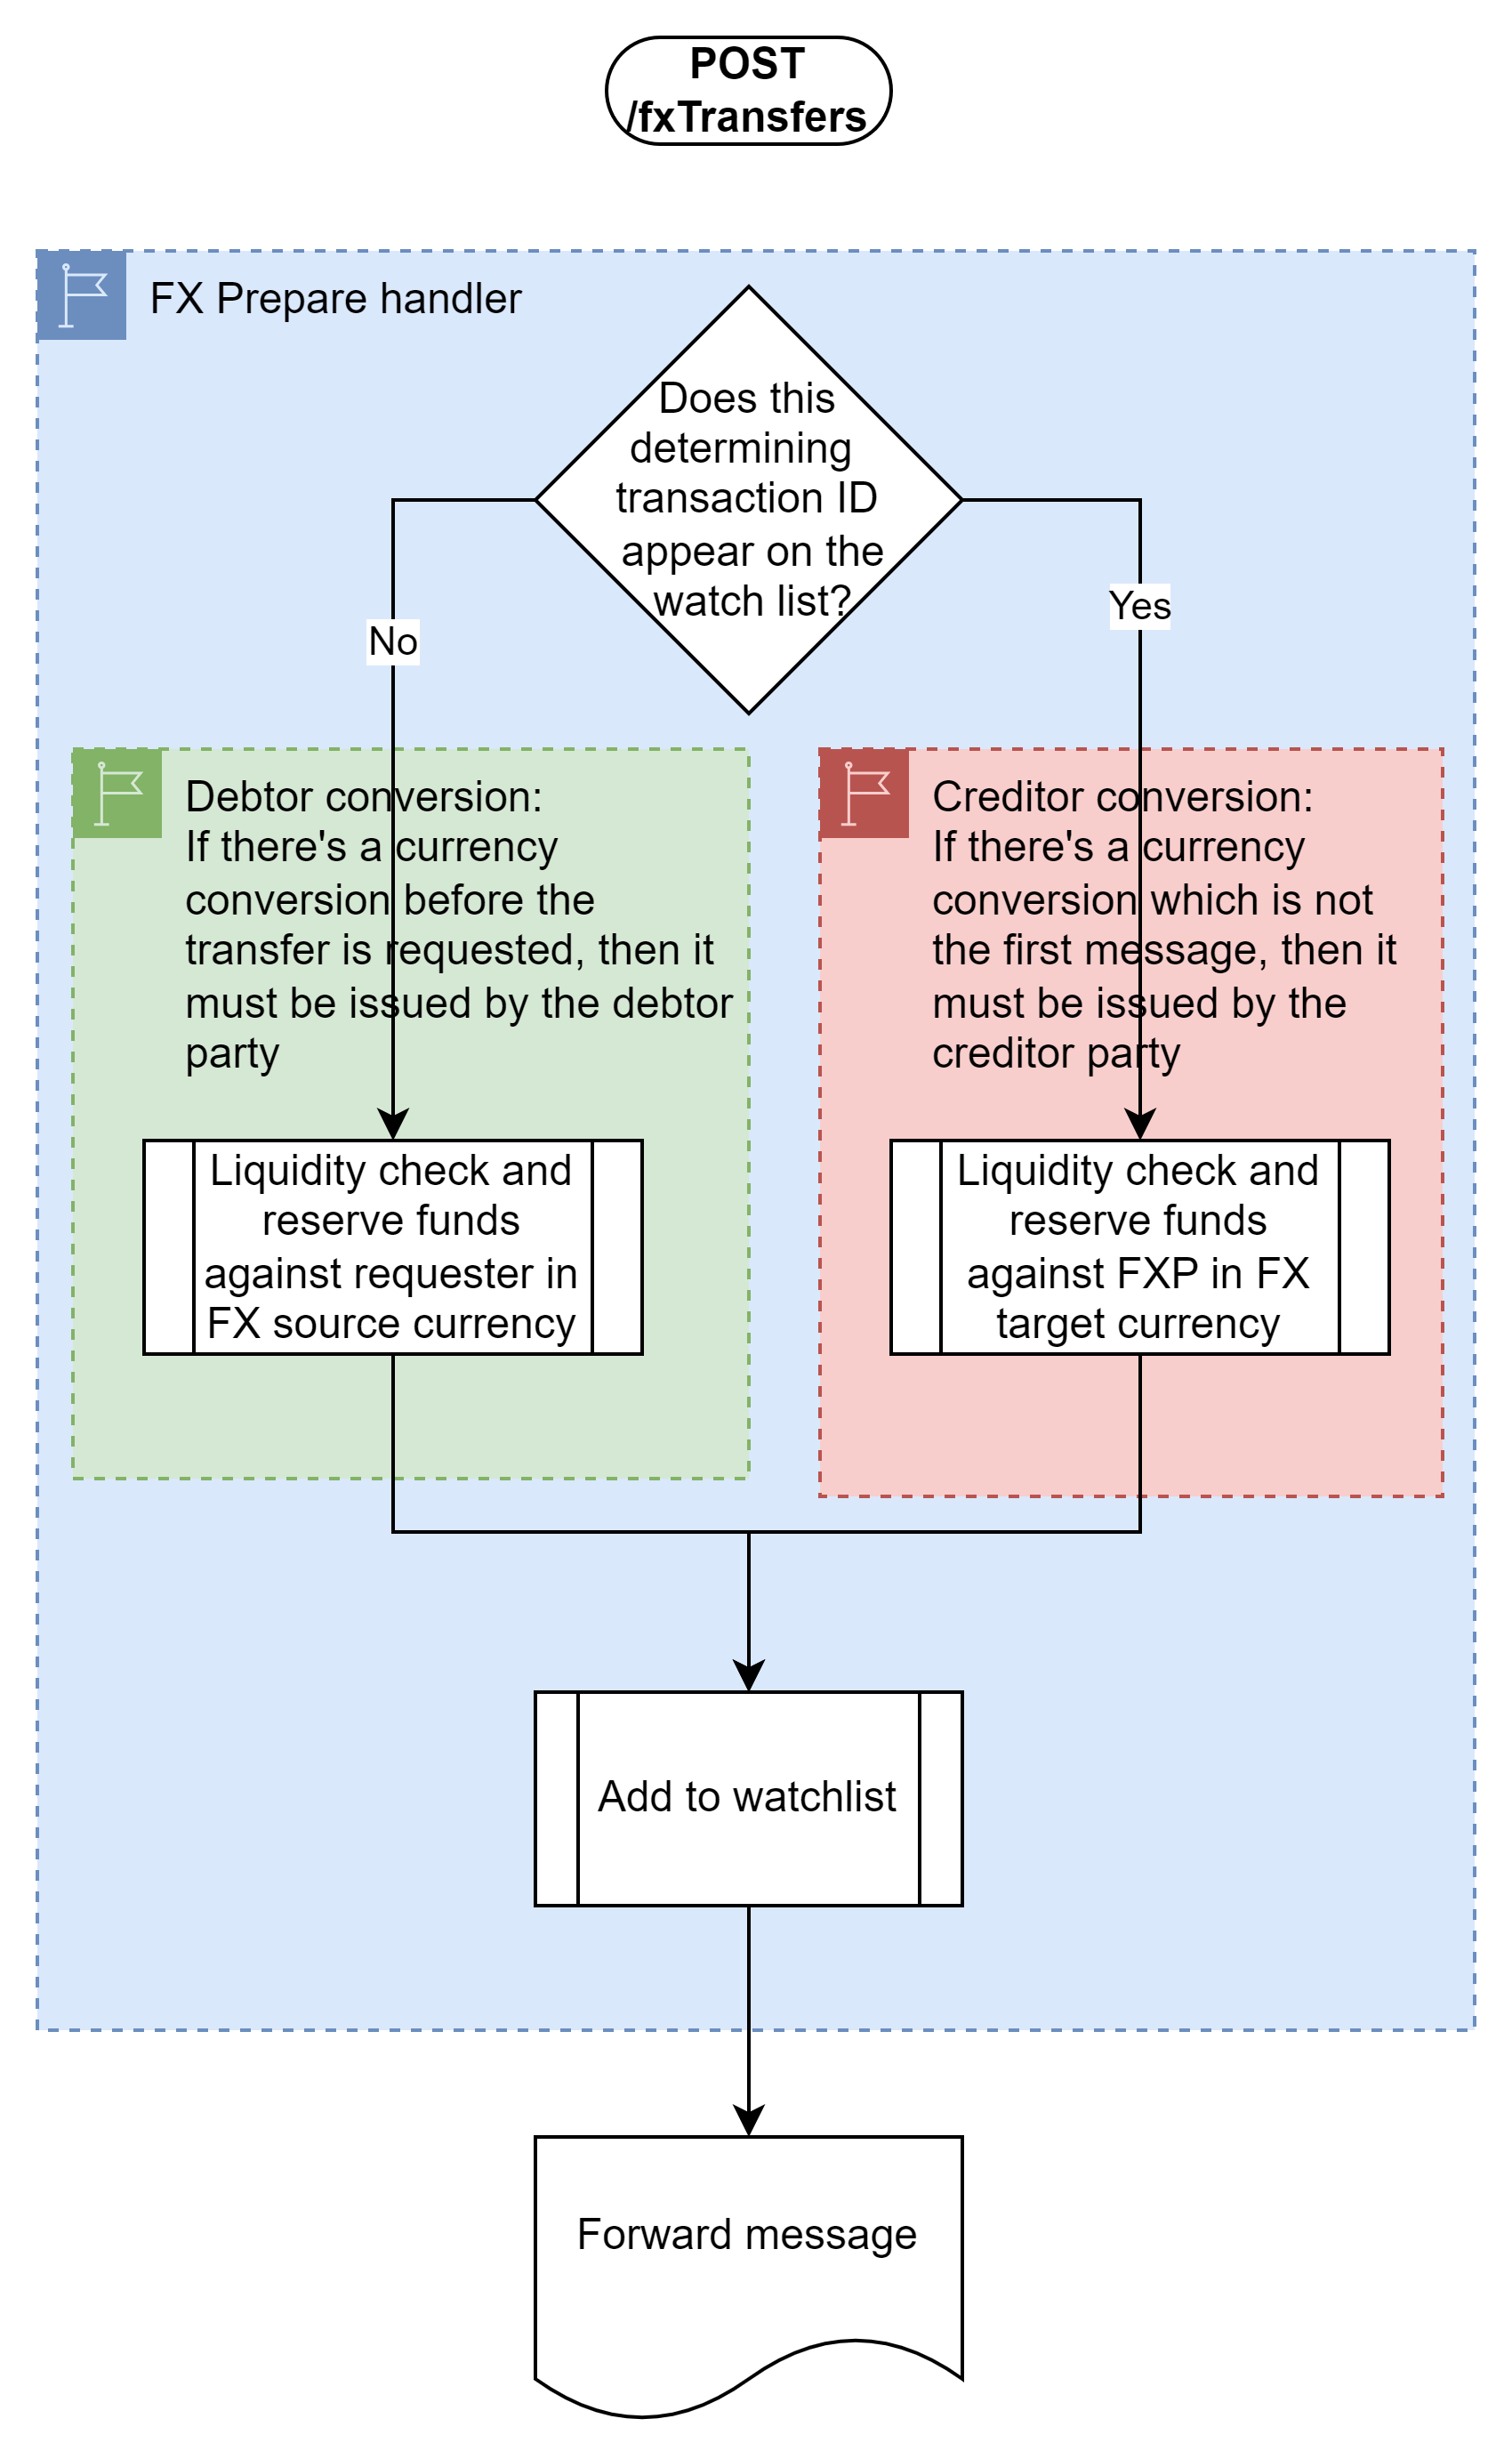 POST
/fxTransfers
FX Prepare handler
Does this
determining
transaction ID
appear on the
watch list?
No
Yes
Debtor conversion:
If there's a currency
conversion before the
transfer is requested, then it
must be issued by the debtor
party
Creditor conversion:
If there's a currency
conversion which is not
the first message, then it
must be issued by the
creditor party
Liquidity check and
reserve funds
against requester in
FX source currency
Liquidity check and
reserve funds
against FXP in FX
target currency
Add to watchlist
Forward message